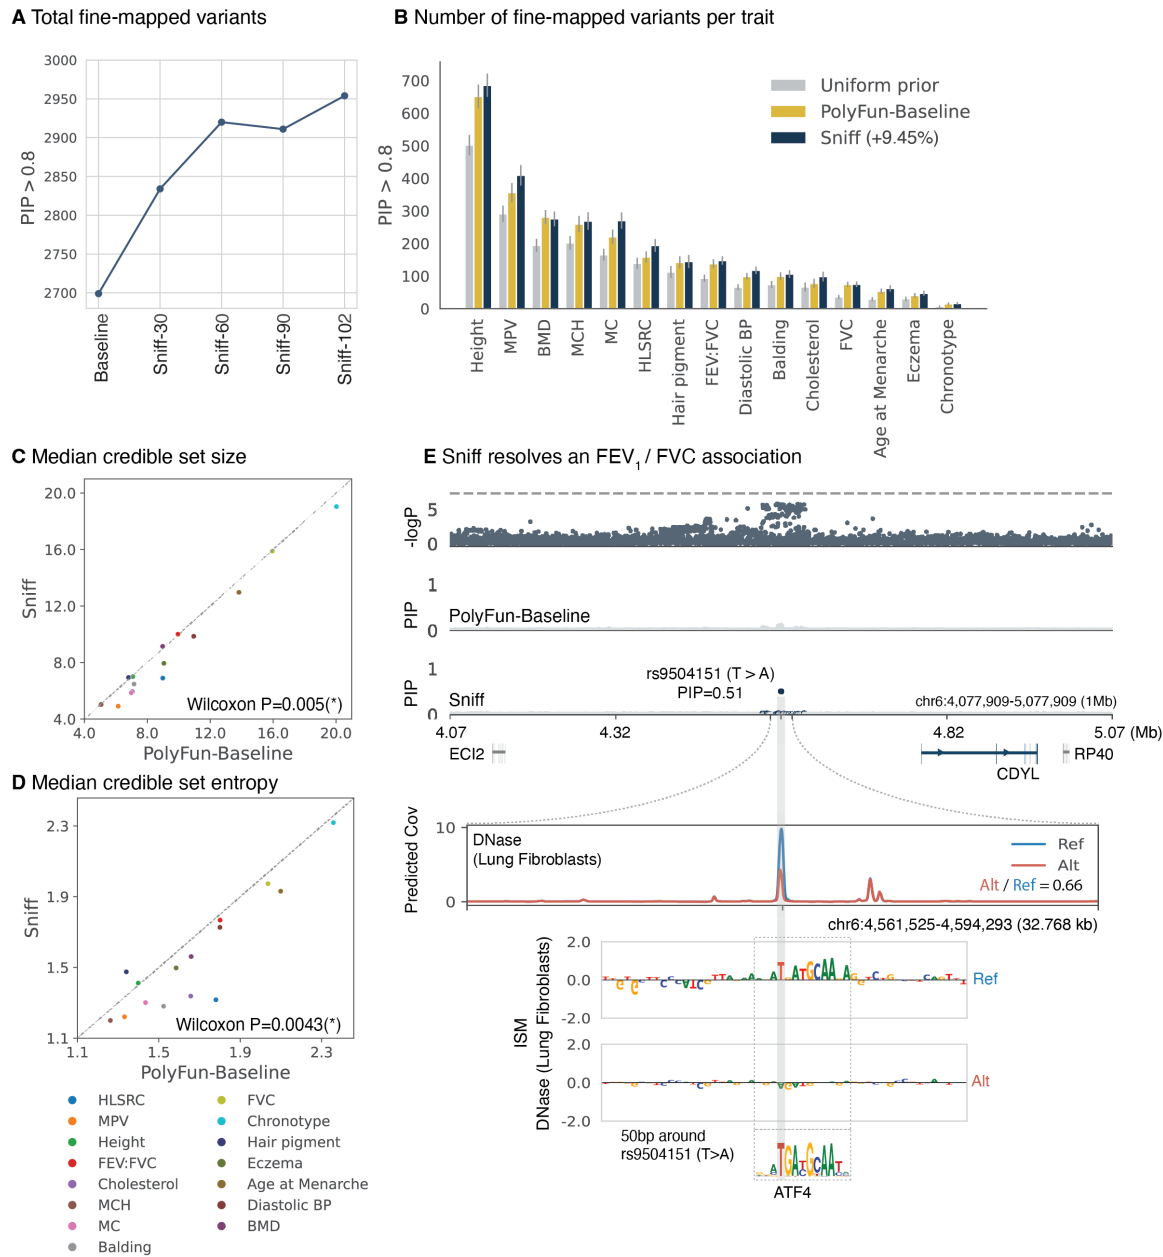 A Total fine-mapped variants
3000
2950
2900
2850
2800
2750
2700
PIP > 0.8
Baseline
Sniff-30
Sniff-60
Sniff-90
Sniff-102
B Number of fine-mapped variants per trait
700
600
500
400
300
200
100
0
PIP > 0.8
Uniform prior
PolyFun-Baseline
Sniff (+9.45%)
Height
MPV
BMD
MCH
MC
HLSRC
Hair pigment
FEV:FVC
Diastolic BP
Balding
Cholesterol
FVC
Age at Menarche
Eczema
Chronotype
C Median credible set size
20.0
16.0
12.0
8.0
4.0
Sniff
Wilcoxon P=0.005(*)
4.0 8.0 12.0 16.0 20.0
PolyFun-Baseline
D Median credible set entropy
2.3
1.9
1.5
1.1
Sniff
Wilcoxon P=0.0043(*)
1.1 1.5 1.9 2.3
PolyFun-Baseline
HLSRC
MPV
Height
FEV:FVC
Cholesterol
MCH
MC
Balding
FVC
Chronotype
Hair pigment
Eczema
Age at Menarche
Diastolic BP
BMD
E Sniff resolves an FEV1 / FVC association
-logP
5
0
PIP
1
0
PolyFun-Baseline
PIP
1
0
Sniff
rs9504151 (T > A)
PIP=0.51
chr6:4,077,909-5,077,909 (1Mb)
4.07 4.32 4.82 5.07 (Mb)
ECI2
CDYL
RP40
Predicted Cov
10
0
DNase
(Lung Fibroblasts)
Ref
Alt
Alt / Ref = 0.66
chr6:4,561,525-4,594,293 (32.768 kb)
ISM
DNase (Lung Fibroblasts)
2.0
0.0
-2.0
Ref
2.0
0.0
-2.0
Alt
50bp around
rs9504151 (T>A)
ATF4